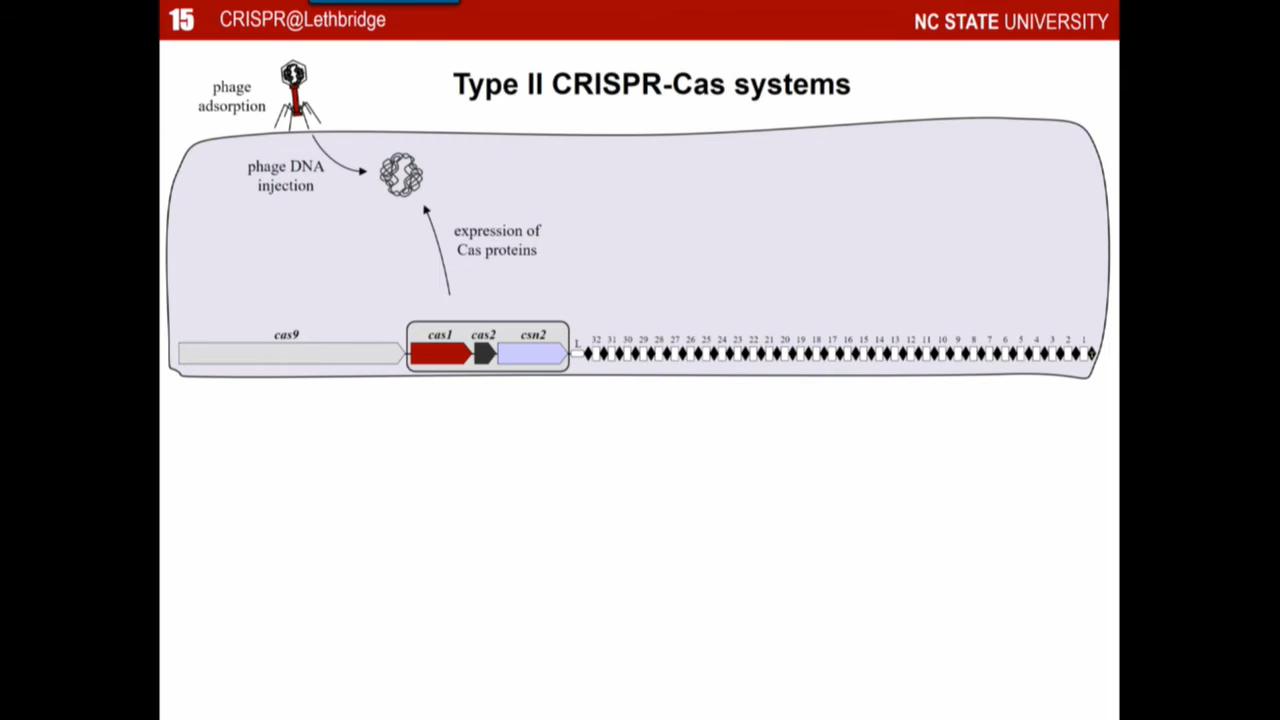 15 CRISPR@Lethbridge NC STATE UNIVERSITY
Type II CRISPR-Cas systems
phage
adsorption
phage DNA
injection
expression of
Cas proteins
cas9 cas1 cas2 csn2
L 32 31 30 29 28 27 26 25 24 23 22 21 20 19 18 17 16 15 14 13 12 11 10 9 8 7 6 5 4 3 2 1